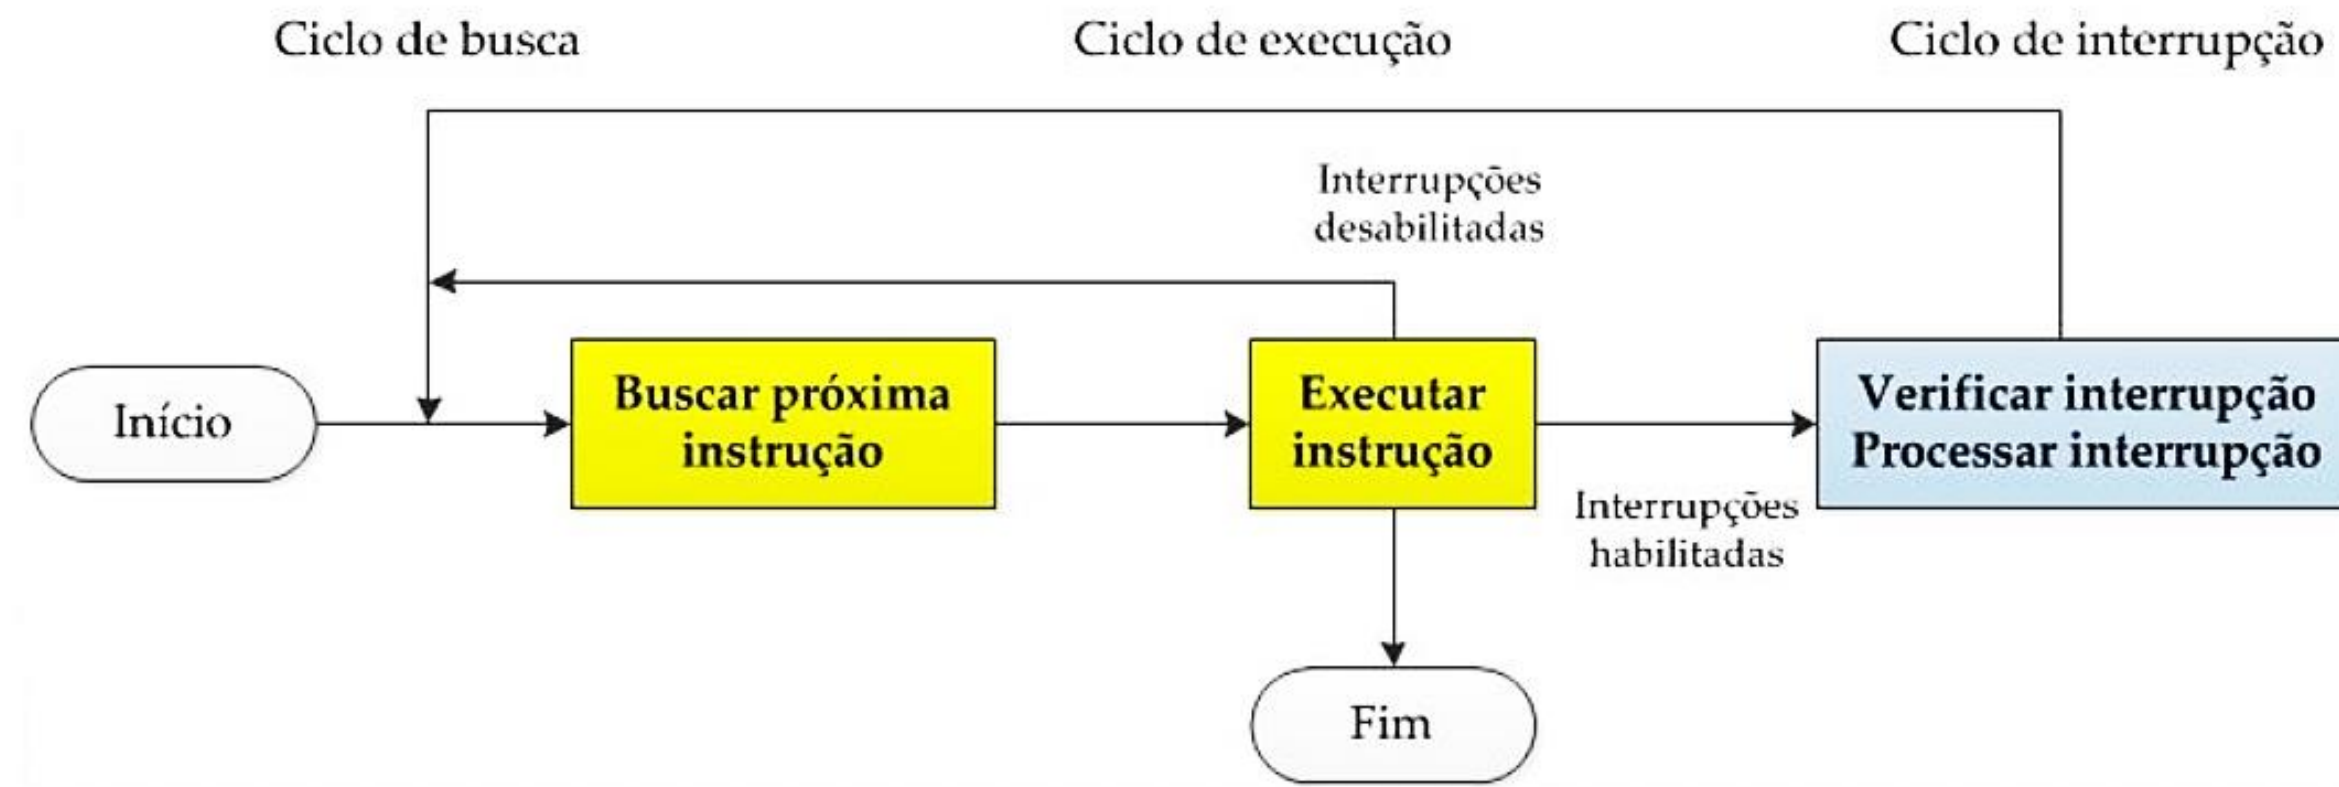 Ciclo de busca
Ciclo de execução
Ciclo de interrupção
Interrupções
desabilitadas
Início
Buscar próxima
instrução
Executar
instrução
Verificar interrupção
Processar interrupção
Interrupções
habilitadas
Fim